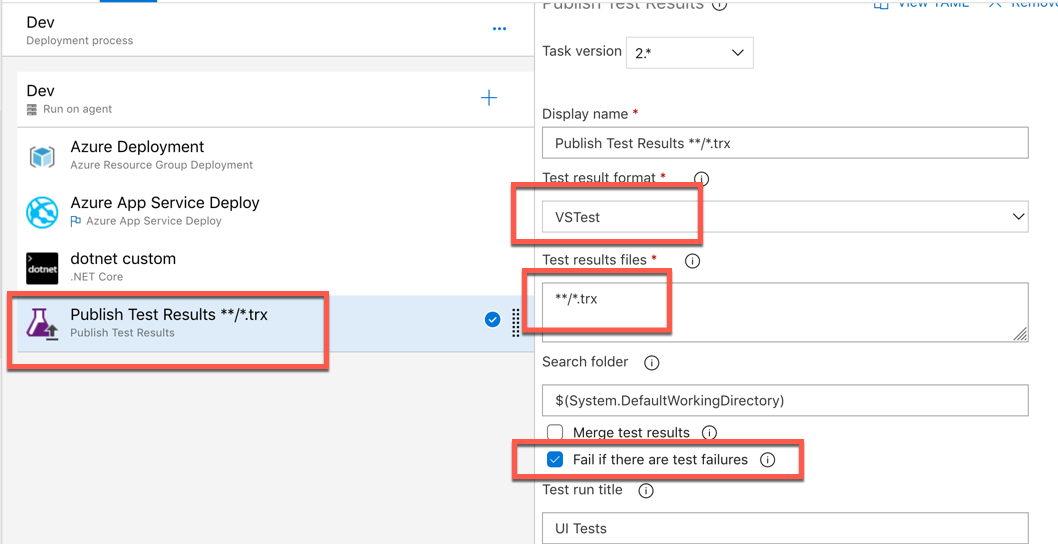 Dev
Deployment process
Dev
Run on agent
Azure Deployment
Azure Resource Group Deployment
Azure App Service Deploy
Azure App Service Deploy
dotnet
dotnet custom
.NET Core
Publish Test Results **/*.trx
Publish Test Results
Publish Test Results
View YAML
Remove
Task version
2.*
Display name *
Publish Test Results **/*.trx
Test result format *
VSTest
Test results files *
**/*.trx
Search folder
$(System.DefaultWorkingDirectory)
Merge test results
Fail if there are test failures
Test run title
UI Tests